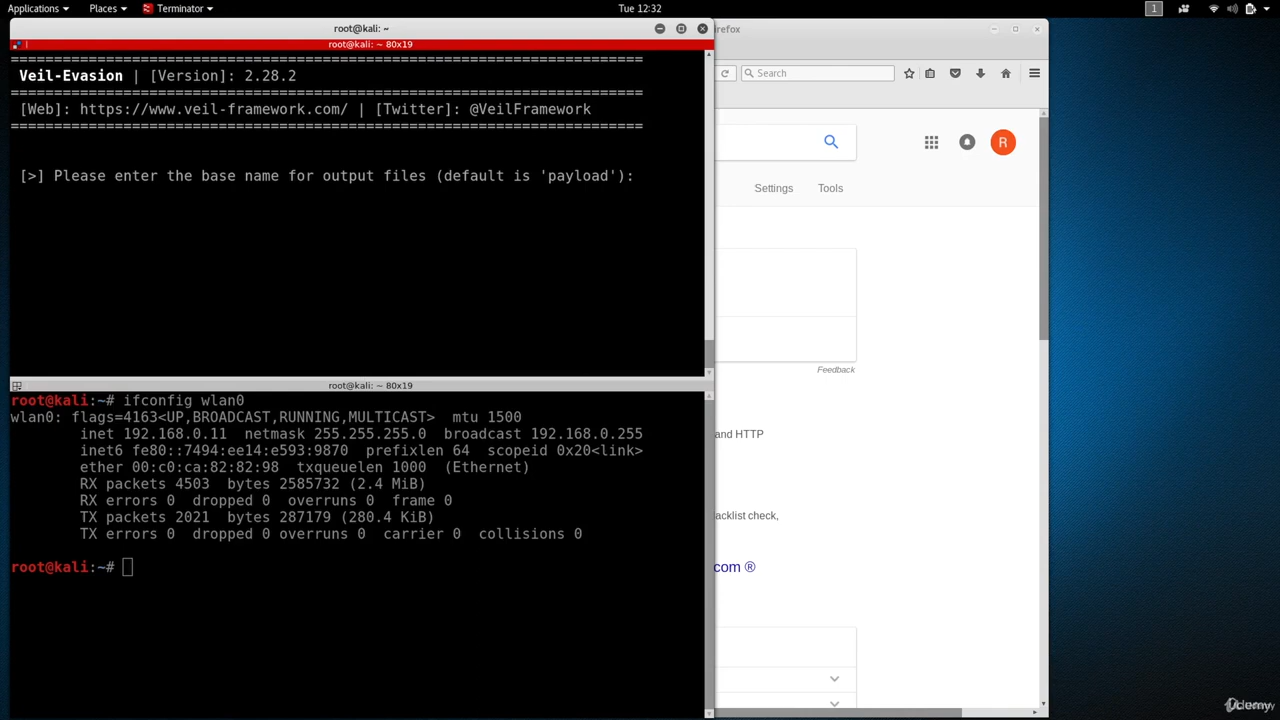 Applications Places Terminator Tue 12:32 1
root@kali: ~
root@kali: ~ 80x19
===========================================================================
Veil-Evasion | [Version]: 2.28.2
===========================================================================
[Web]: https://www.veil-framework.com/ | [Twitter]: @VeilFramework
===========================================================================
[>] Please enter the base name for output files (default is 'payload'):
root@kali: ~ 80x19
root@kali:~# ifconfig wlan0
wlan0: flags=4163<UP,BROADCAST,RUNNING,MULTICAST>  mtu 1500
inet 192.168.0.11  netmask 255.255.255.0  broadcast 192.168.0.255
inet6 fe80::7494:ee14:e593:9870  prefixlen 64  scopeid 0x20<link>
ether 00:c0:ca:82:82:98  txqueuelen 1000  (Ethernet)
RX packets 4503  bytes 2585732 (2.4 MiB)
RX errors 0  dropped 0  overruns 0  frame 0
TX packets 2021  bytes 287179 (280.4 KiB)
TX errors 0  dropped 0 overruns 0  carrier 0  collisions 0
root@kali:~#
irefox
Search
R
Settings Tools
Feedback
and HTTP
acklist check,
com ®
Udemy